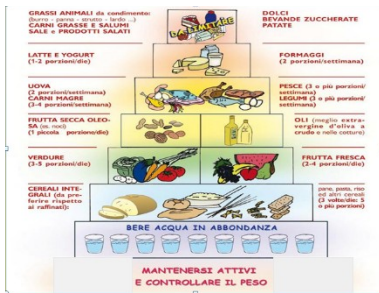 GRASSI ANIMALI da condimento:
(burro - panna - strutto - lardo ...)
CARNI GRASSE E SALUMI
SALE e PRODOTTI SALATI
DOLCI
BEVANDE ZUCCHERATE
PATATE
LATTE E YOGURT
(1-2 porzioni/die)
FORMAGGI
(2 porzioni/settimana)
UOVA
(2 porzioni/settimana)
CARNI MAGRE
(3-4 porzioni/settimana)
PESCE (3 o più porzioni/
settimana)
LEGUMI (3 o più porzioni/
settimana)
FRUTTA SECCA OLEO-
SA (es. noci)
(1 piccola porzione/die)
OLI (meglio extra-
vergine d'oliva a
crudo e nelle cotture)
VERDURE
(3-5 porzioni/die)
FRUTTA FRESCA
(2-4 porzioni/die)
CEREALI INTE-
GRALI (da pre-
ferire rispetto
ai raffinati):
pane, pasta, riso
ed altri cereali
(3 volte/die: 5
o più porzioni)
BERE ACQUA IN ABBONDANZA
MANTENERSI ATTIVI
E CONTROLLARE IL PESO